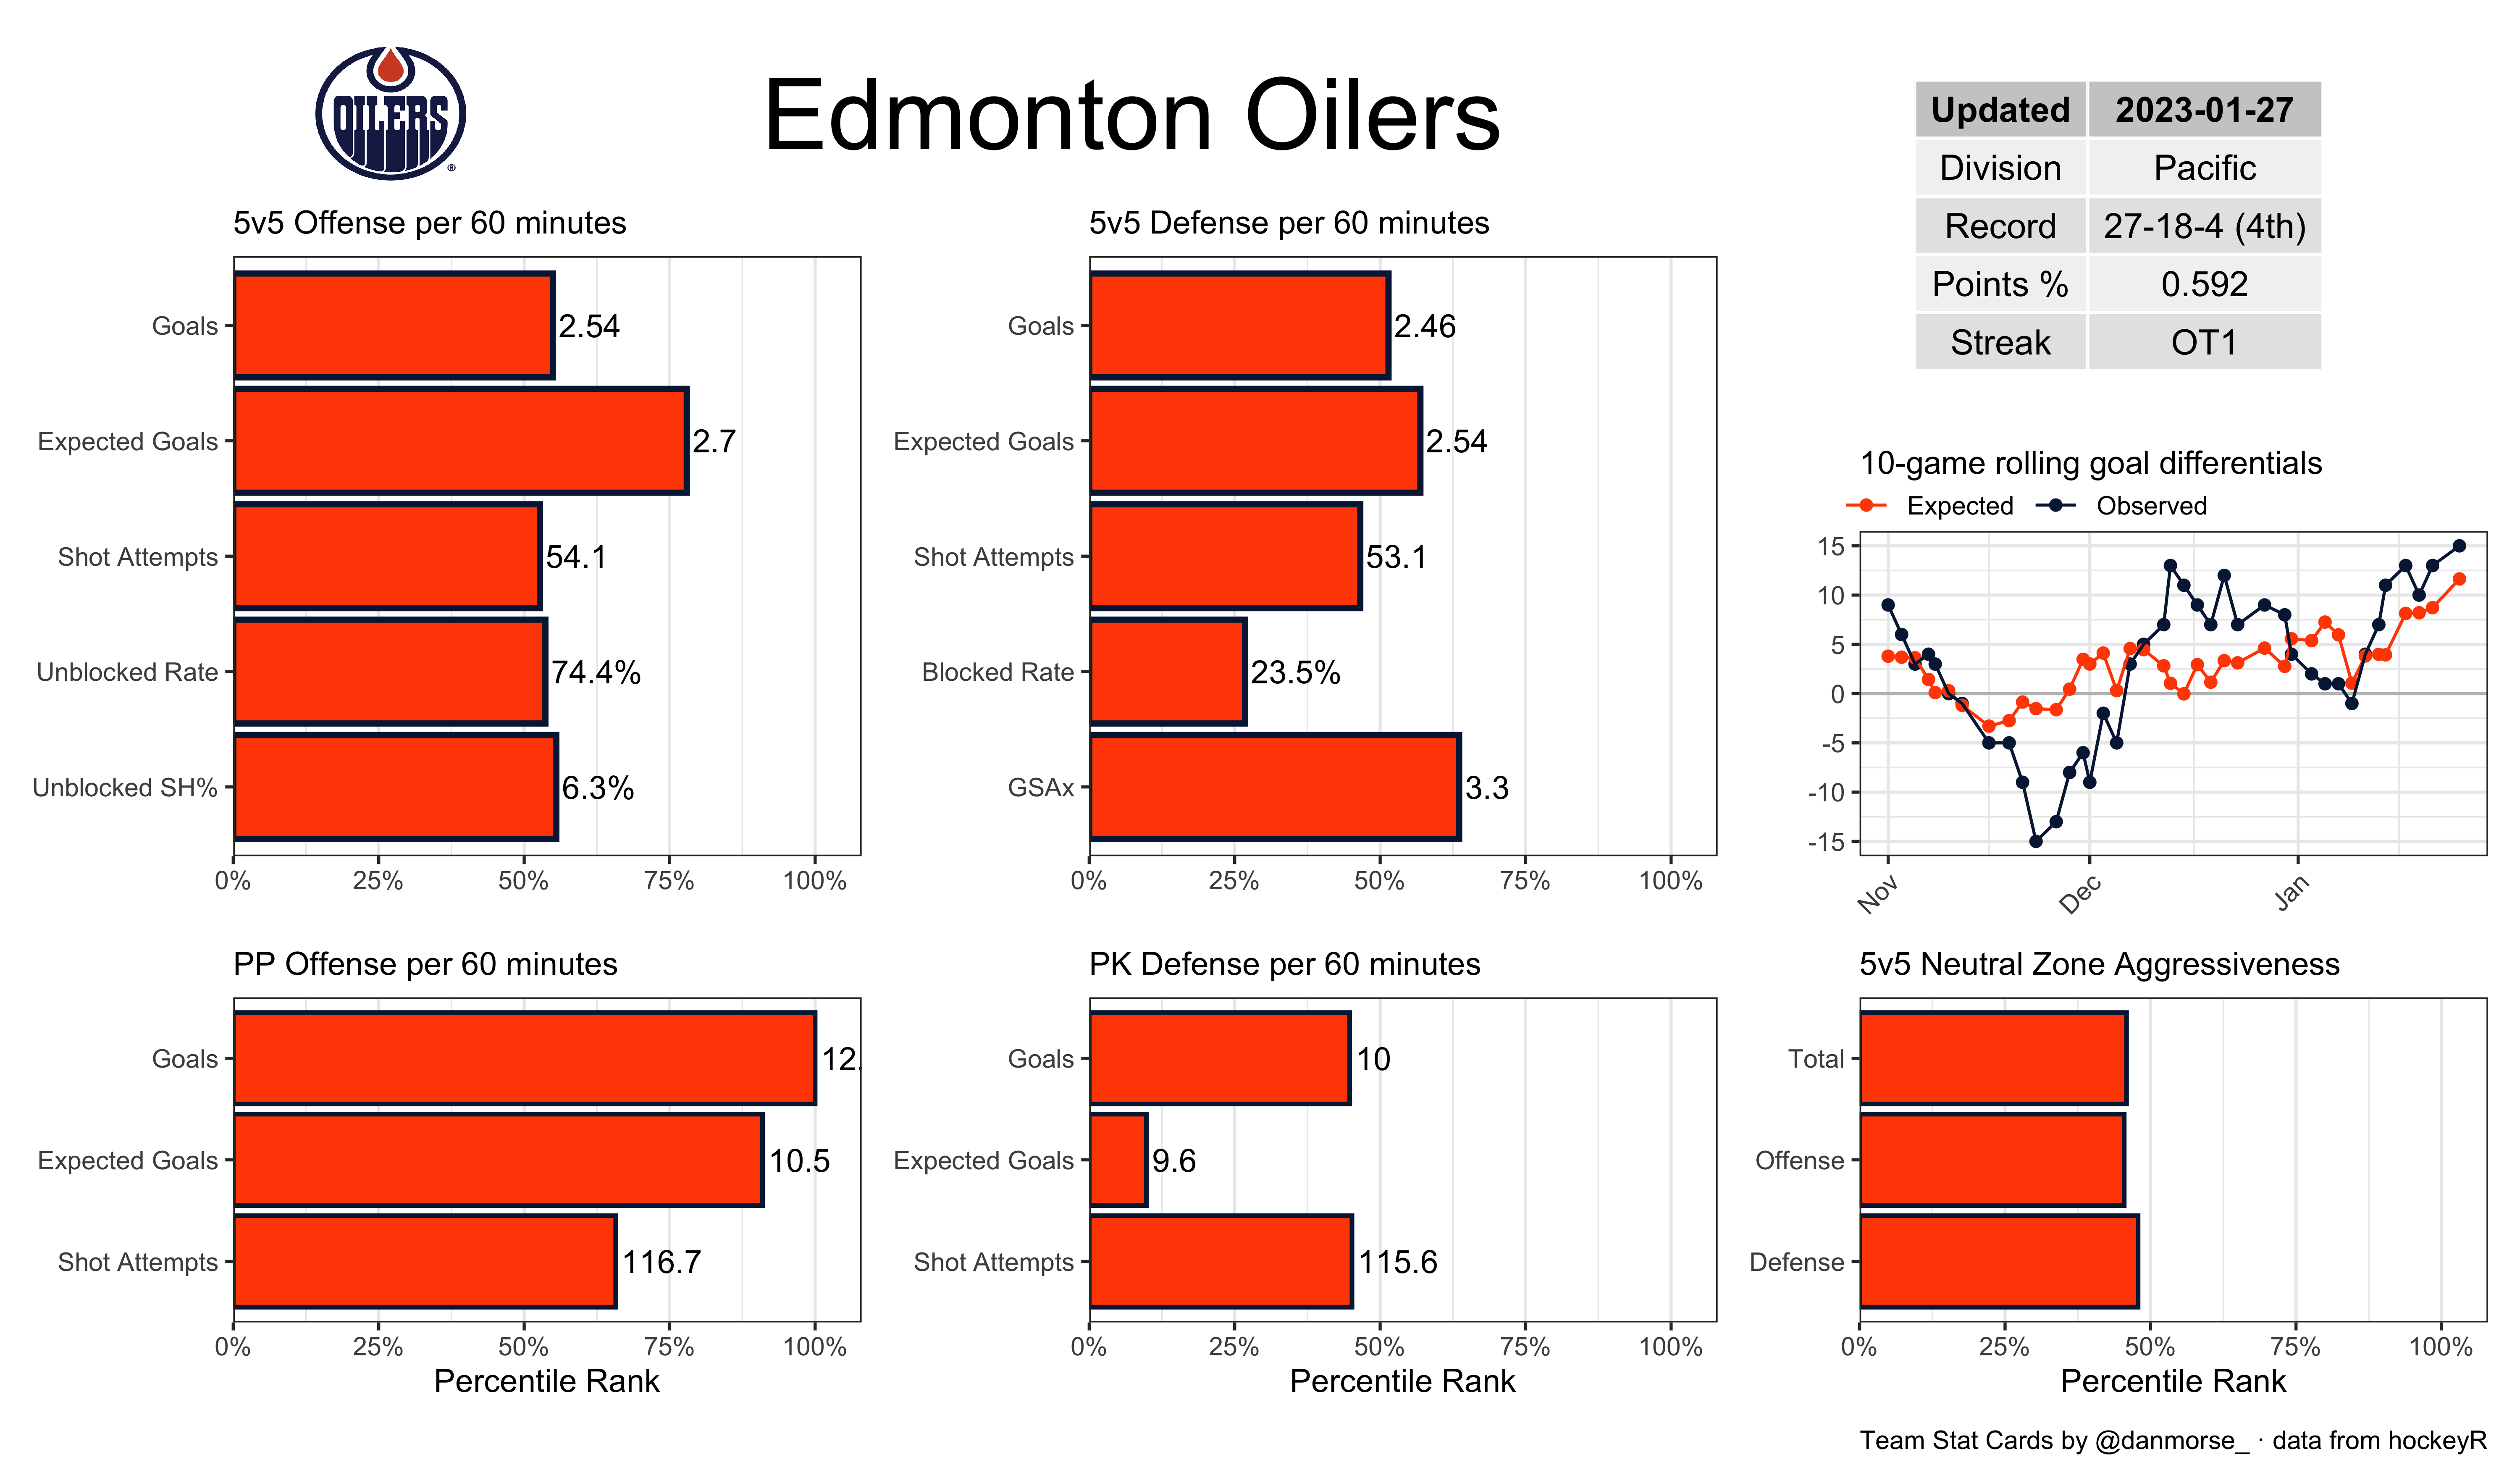 OILERS
®
Edmonton Oilers
Updated 2023-01-27
Division Pacific
Record 27-18-4 (4th)
Points % 0.592
Streak OT1
5v5 Offense per 60 minutes
Goals 2.54
Expected Goals 2.7
Shot Attempts 54.1
Unblocked Rate 74.4%
Unblocked SH% 6.3%
0% 25% 50% 75% 100%
5v5 Defense per 60 minutes
Goals 2.46
Expected Goals 2.54
Shot Attempts 53.1
Blocked Rate 23.5%
GSAx 3.3
0% 25% 50% 75% 100%
10-game rolling goal differentials
Expected Observed
15
10
5
0
-5
-10
-15
Nov Dec Jan
PP Offense per 60 minutes
Goals 12.
Expected Goals 10.5
Shot Attempts 116.7
0% 25% 50% 75% 100%
Percentile Rank
PK Defense per 60 minutes
Goals 10
Expected Goals 9.6
Shot Attempts 115.6
0% 25% 50% 75% 100%
Percentile Rank
5v5 Neutral Zone Aggressiveness
Total
Offense
Defense
0% 25% 50% 75% 100%
Percentile Rank
Team Stat Cards by @danmorse_ · data from hockeyR